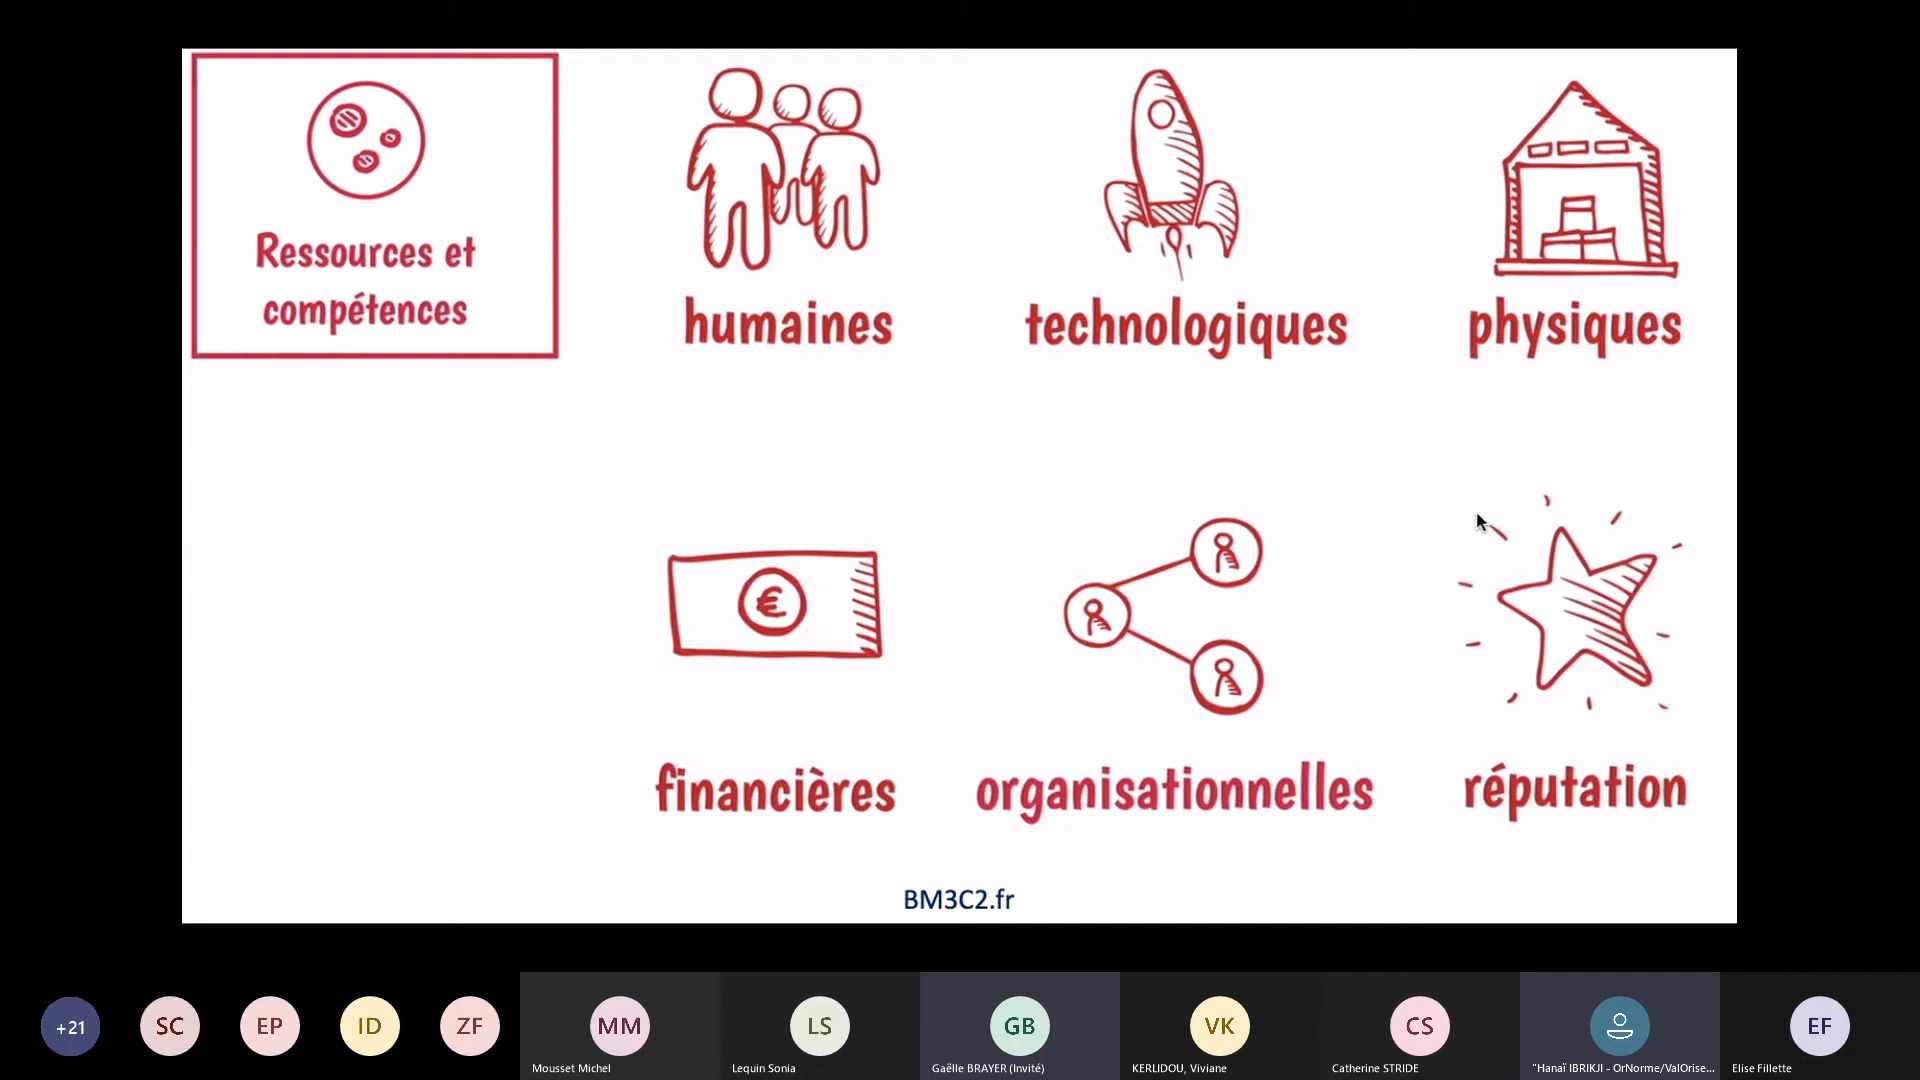 Ressources et
compétences
humaines
technologiques
physiques
€
financières
organisationnelles
réputation
BM3C2.fr
+21
SC
EP
ID
ZF
MM
LS
GB
VK
CS
EF
Mousset Michel
Lequin Sonia
Gaëlle BRAYER (Invité)
KERLIDOU, Viviane
Catherine STRIDE
"Hanaï IBRIKJI - OrNorme/ValOrise...
Elise Fillette